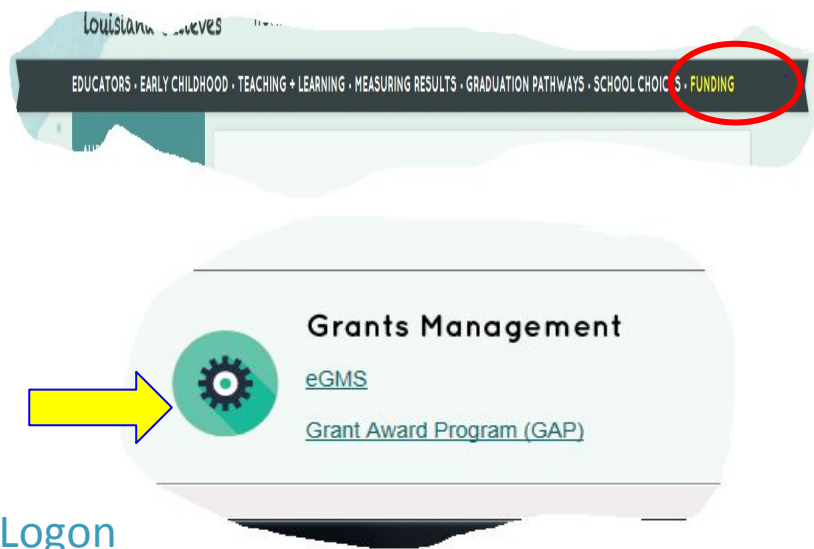 Louisiana
EDUCATORS • EARLY CHILDHOOD • TEACHING + LEARNING • MEASURING RESULTS • GRADUATION PATHWAYS • SCHOOL CHOICES • FUNDING
Grants Management
eGMS
Grant Award Program (GAP)
Logon